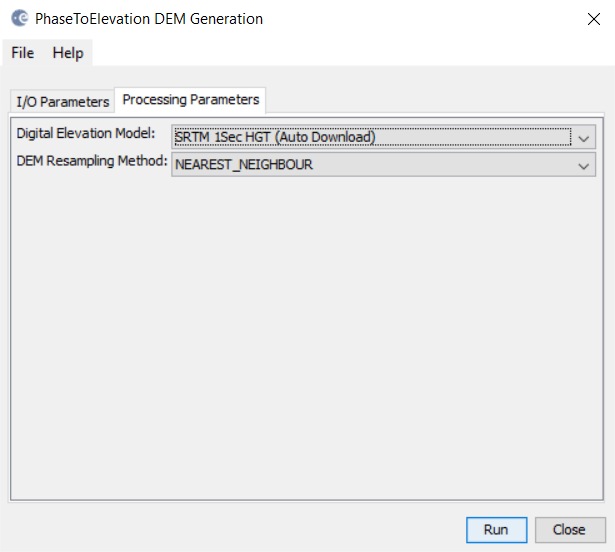 PhaseToElevation DEM Generation
File Help
I/O Parameters Processing Parameters
Digital Elevation Model: SRTM 1Sec HGT (Auto Download)
DEM Resampling Method: NEAREST_NEIGHBOUR
Run Close